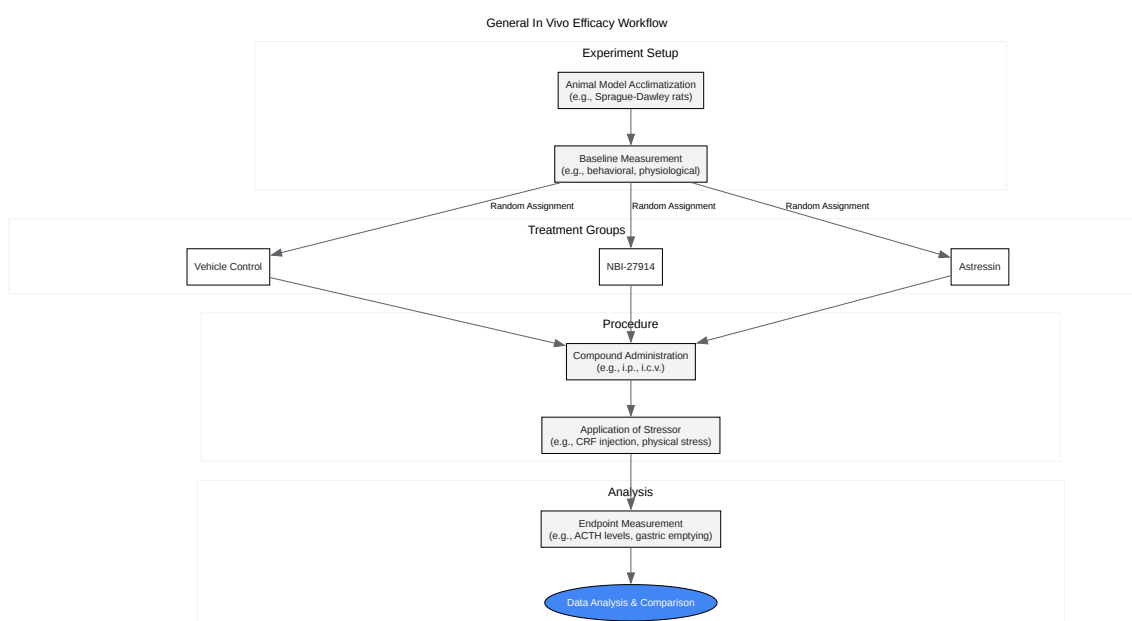 General In Vivo Efficacy Workflow
Experiment Setup
Animal Model Acclimatization
(e.g., Sprague-Dawley rats)
Baseline Measurement
(e.g., behavioral, physiological)
Random Assignment
Random Assignment
Random Assignment
Treatment Groups
Vehicle Control
NBI-27914
Astressin
Procedure
Compound Administration
(e.g., i.p., i.c.v.)
Application of Stressor
(e.g., CRF injection, physical stress)
Analysis
Endpoint Measurement
(e.g., ACTH levels, gastric emptying)
Data Analysis & Comparison